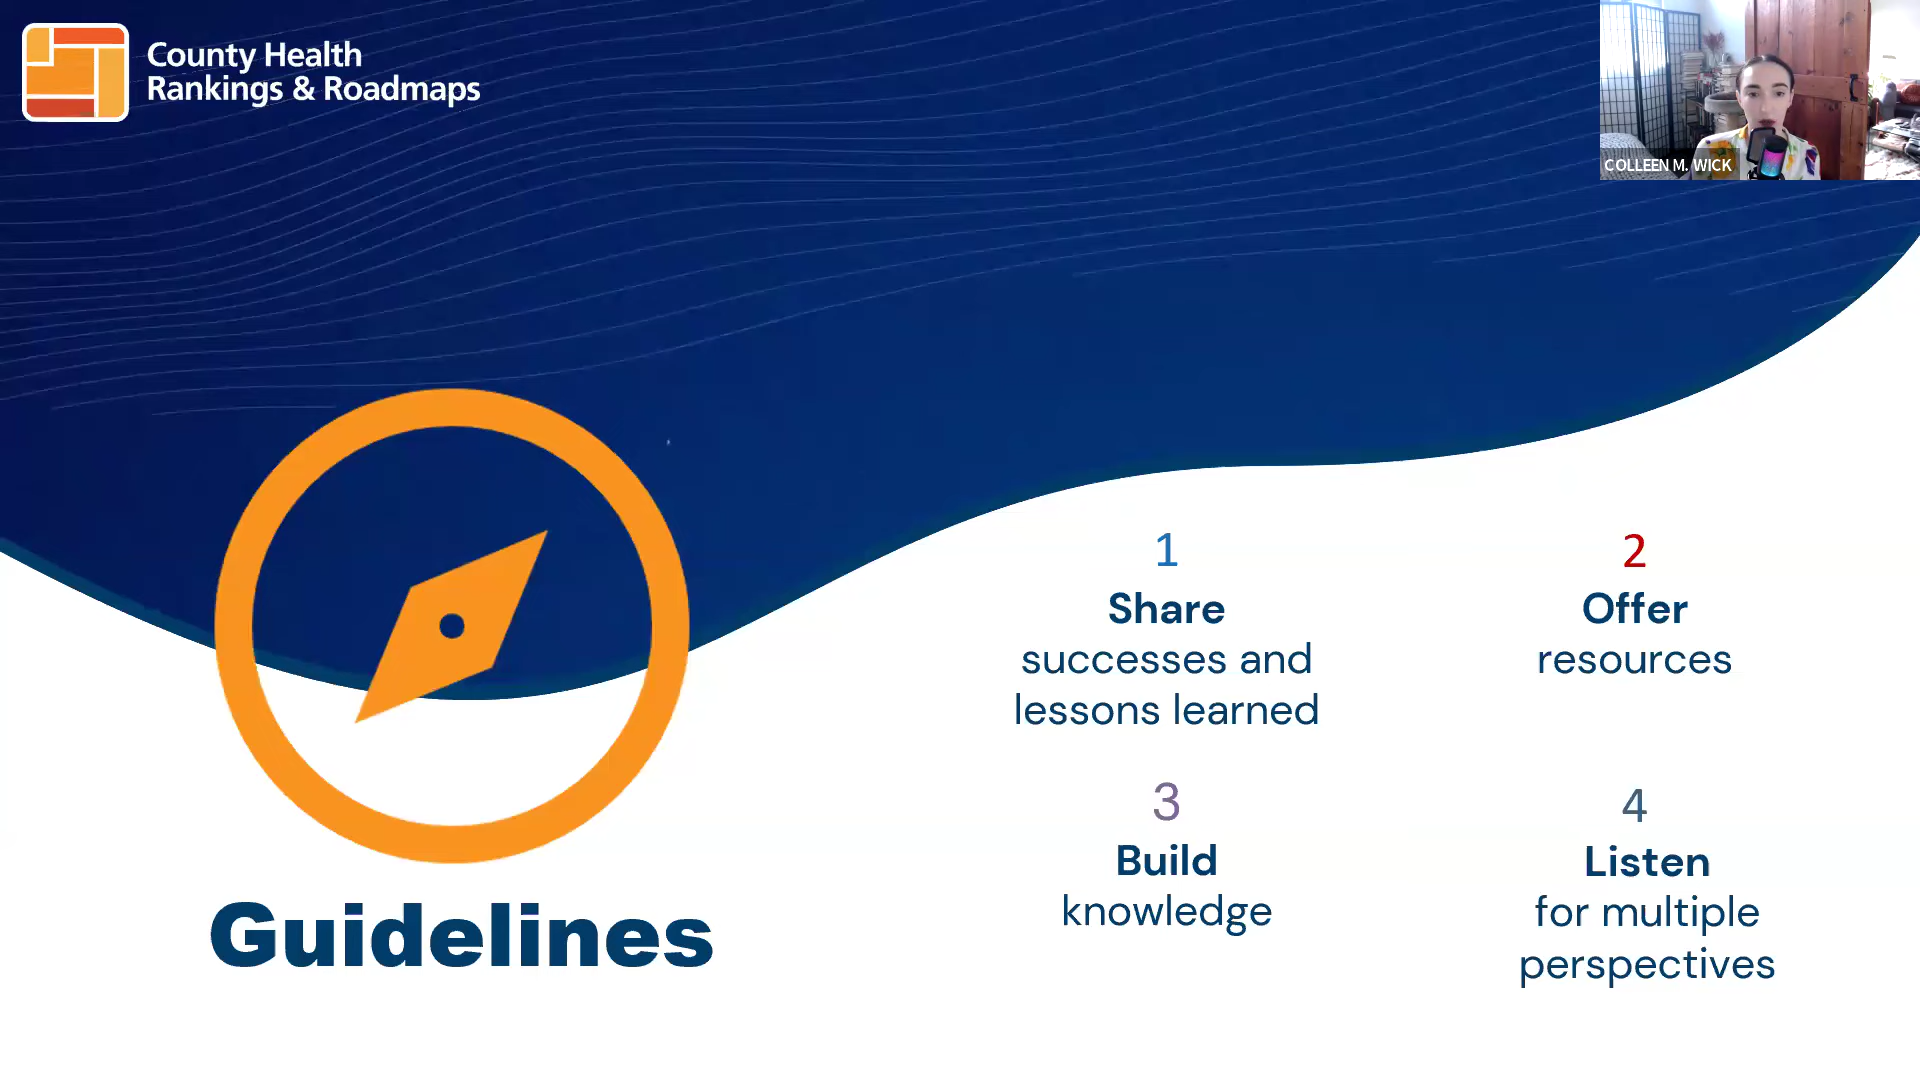 County Health
Rankings & Roadmaps
COLLEEN M. WICK
1
Share
successes and
lessons learned
2
Offer
resources
3
Build
knowledge
4
Listen
for multiple
perspectives
Guidelines